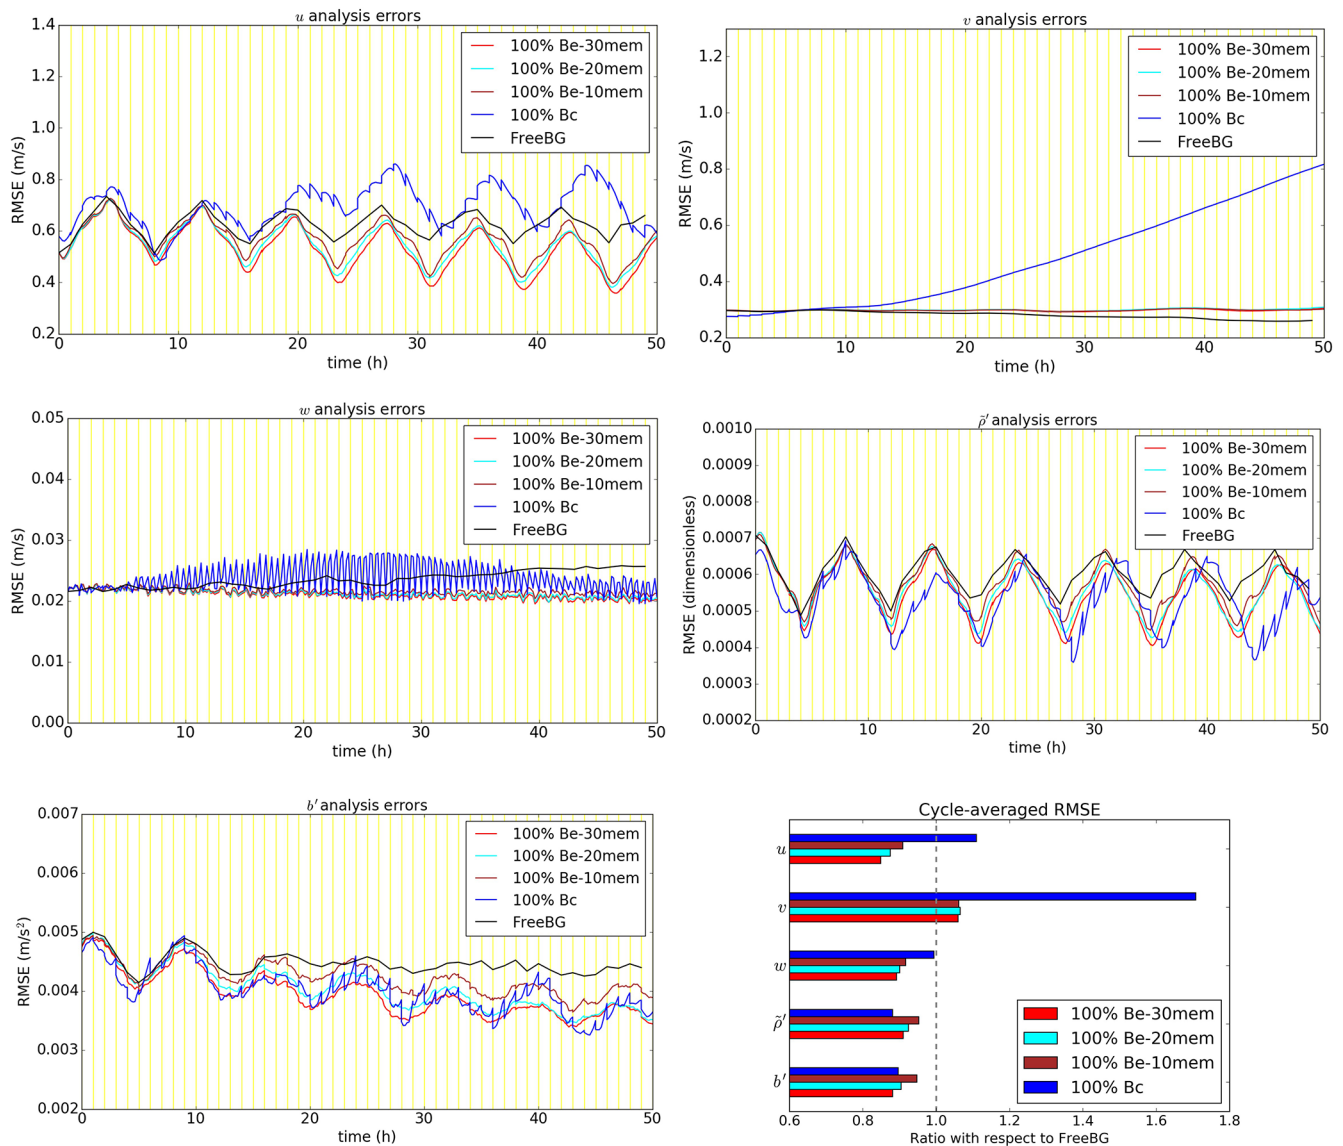 u analysis errors
RMSE (m/s)
1.4
1.2
1.0
0.8
0.6
0.4
0.2
0 10 20 30 40 50
time (h)
100% Be-30mem
100% Be-20mem
100% Be-10mem
100% Bc
FreeBG
v analysis errors
RMSE (m/s)
1.2
1.0
0.8
0.6
0.4
0.2
0 10 20 30 40 50
time (h)
100% Be-30mem
100% Be-20mem
100% Be-10mem
100% Bc
FreeBG
w analysis errors
RMSE (m/s)
0.05
0.04
0.03
0.02
0.01
0.00
0 10 20 30 40 50
time (h)
100% Be-30mem
100% Be-20mem
100% Be-10mem
100% Bc
FreeBG
ρ̃′ analysis errors
RMSE (dimensionless)
0.0010
0.0009
0.0008
0.0007
0.0006
0.0005
0.0004
0.0003
0.0002
0 10 20 30 40 50
time (h)
100% Be-30mem
100% Be-20mem
100% Be-10mem
100% Bc
FreeBG
b′ analysis errors
RMSE (m/s²)
0.007
0.006
0.005
0.004
0.003
0.002
0 10 20 30 40 50
time (h)
100% Be-30mem
100% Be-20mem
100% Be-10mem
100% Bc
FreeBG
Cycle-averaged RMSE
u
v
w
ρ̃′
b′
0.6 0.8 1.0 1.2 1.4 1.6 1.8
Ratio with respect to FreeBG
100% Be-30mem
100% Be-20mem
100% Be-10mem
100% Bc